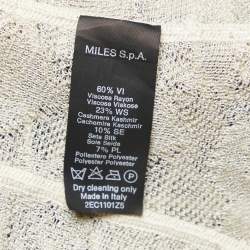 MILES S.p.A.
60% VI
Viscosa Rayon
Viscose Viskose
23% WS
Cashmere Kashmir
Cachemire Kaschmir
10% SE
Seta Silk
Soie Seide
7% PL
Poliestere Polyester
Polyester Polyester
Dry cleaning only
Made in Italy
2EC1101Z5